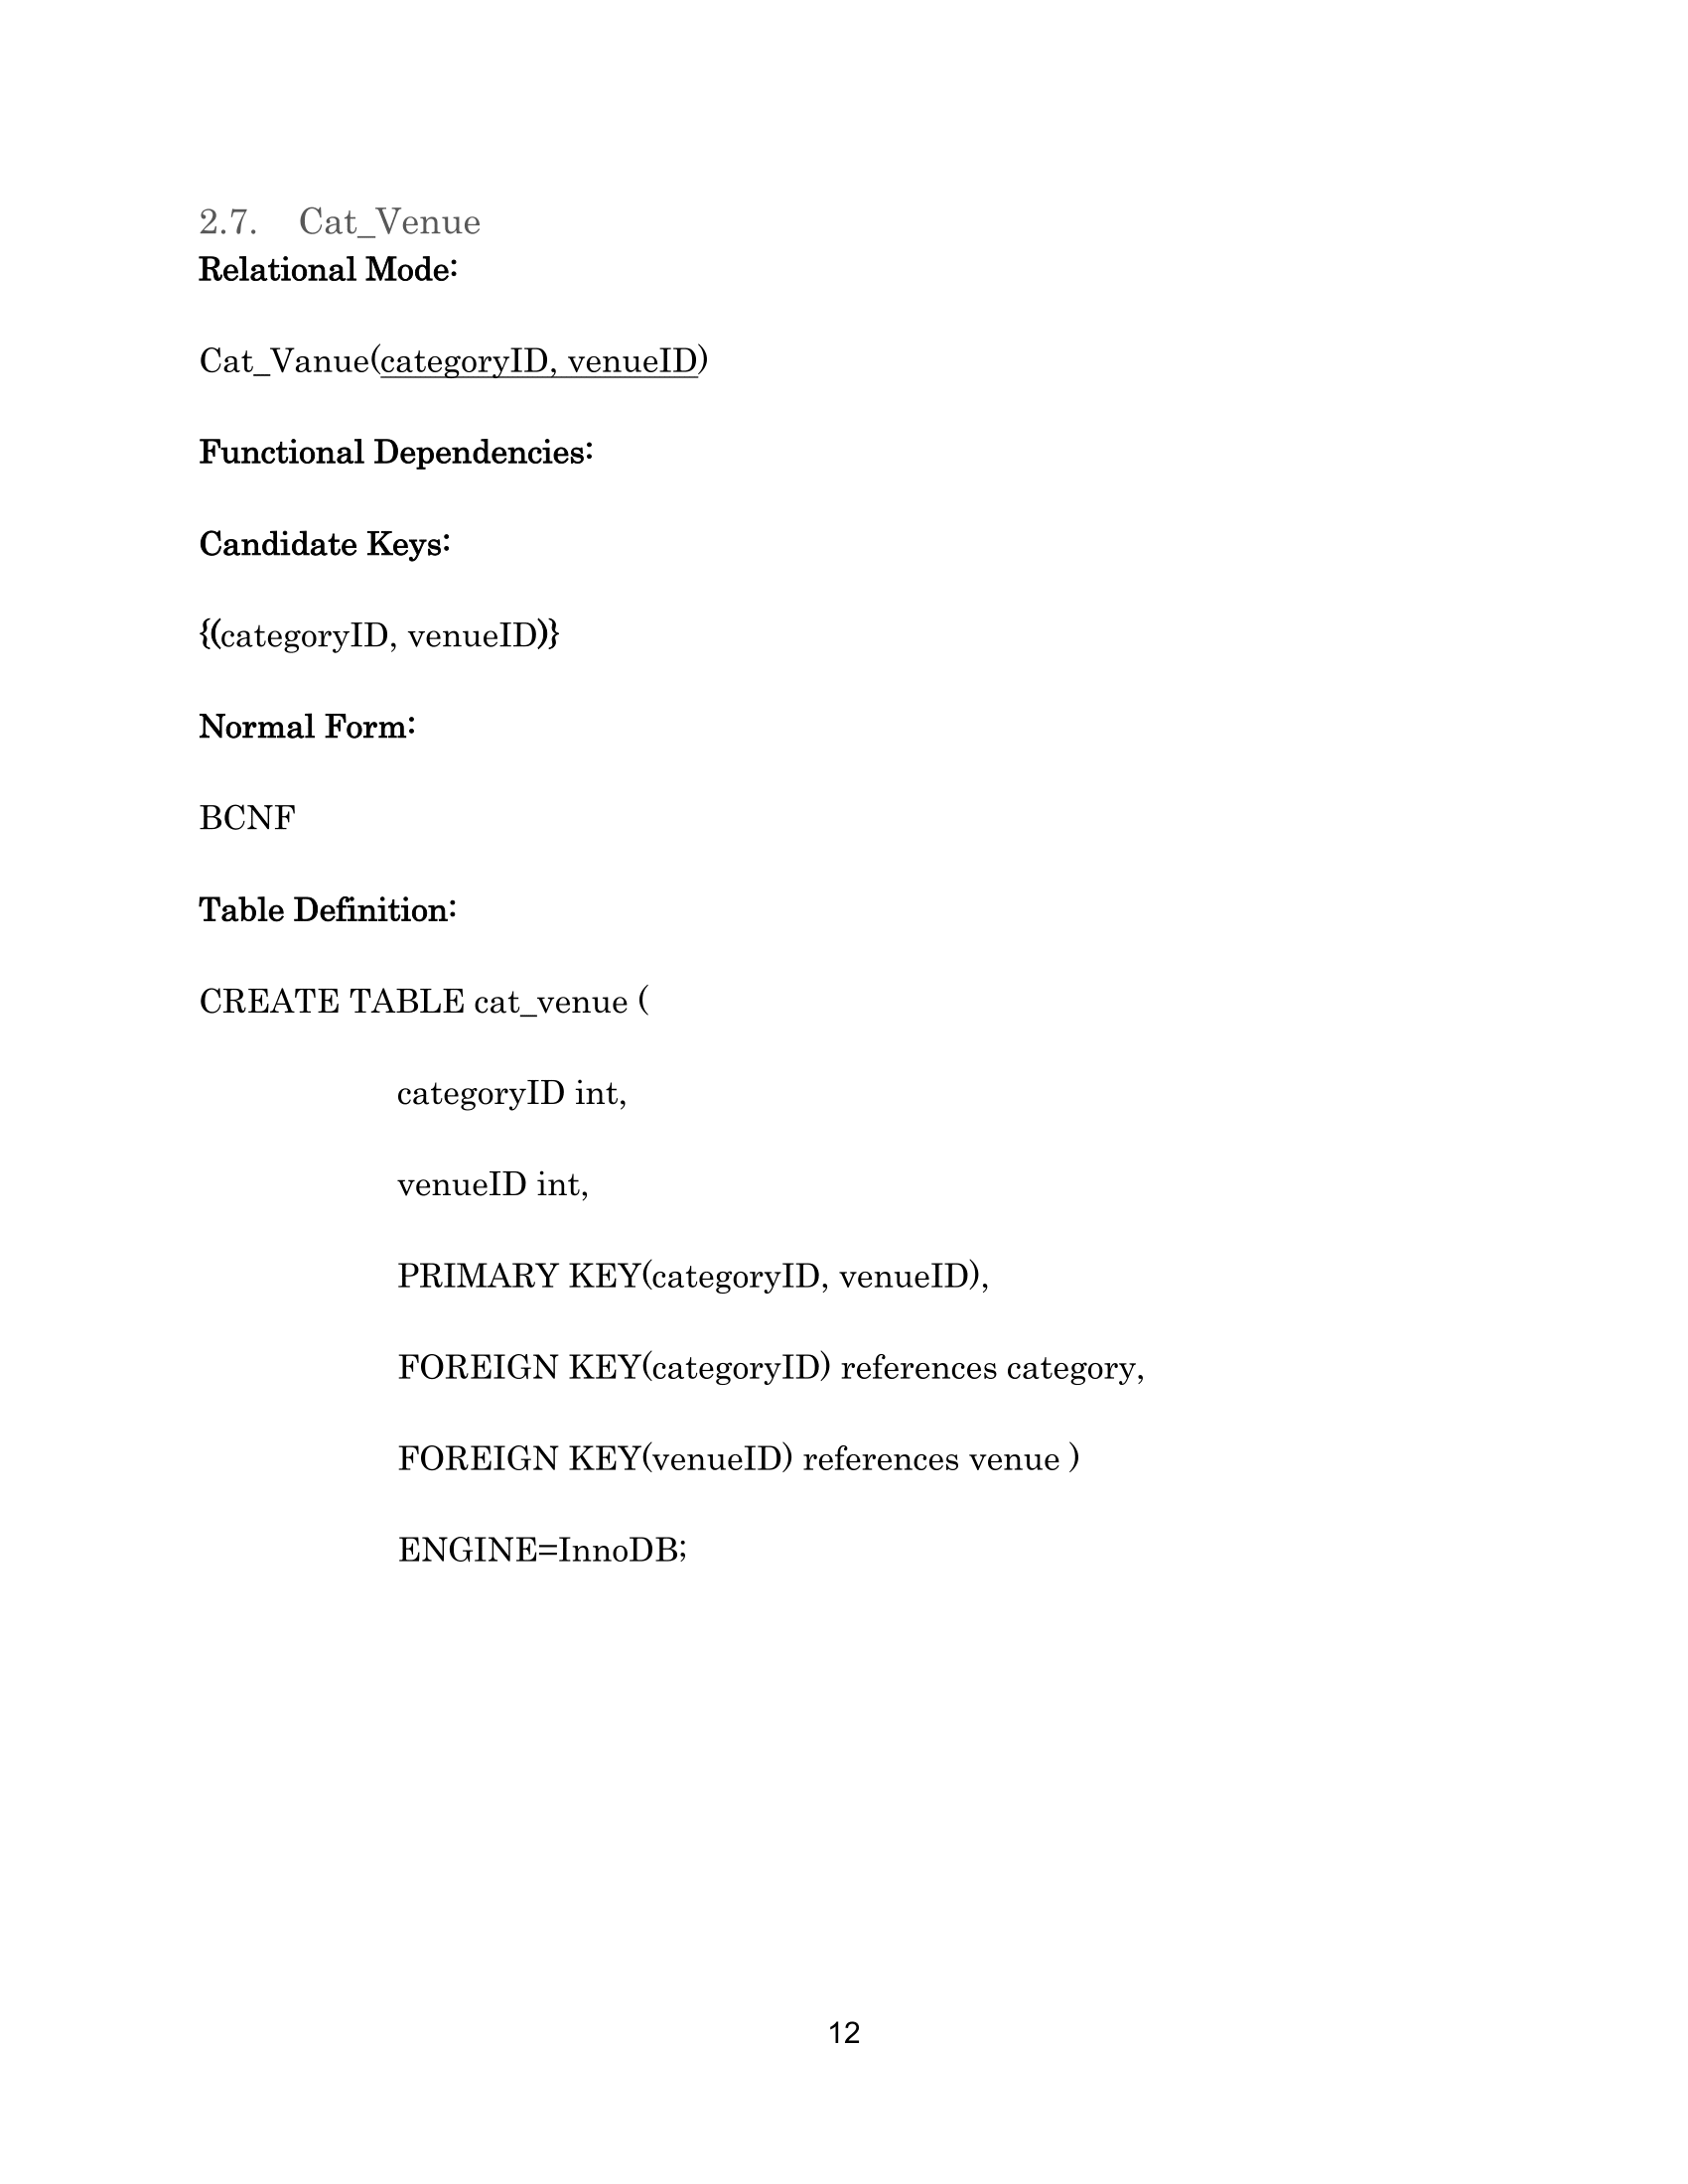 2.7. Cat_Venue
Relational Mode:
Cat_Vanue(categoryID, venueID)
Functional Dependencies:
Candidate Keys:
{(categoryID, venueID)}
Normal Form:
BCNF
Table Definition:
CREATE TABLE cat_venue (
categoryID int,
venueID int,
PRIMARY KEY(categoryID, venueID),
FOREIGN KEY(categoryID) references category,
FOREIGN KEY(venueID) references venue )
ENGINE=InnoDB;
12